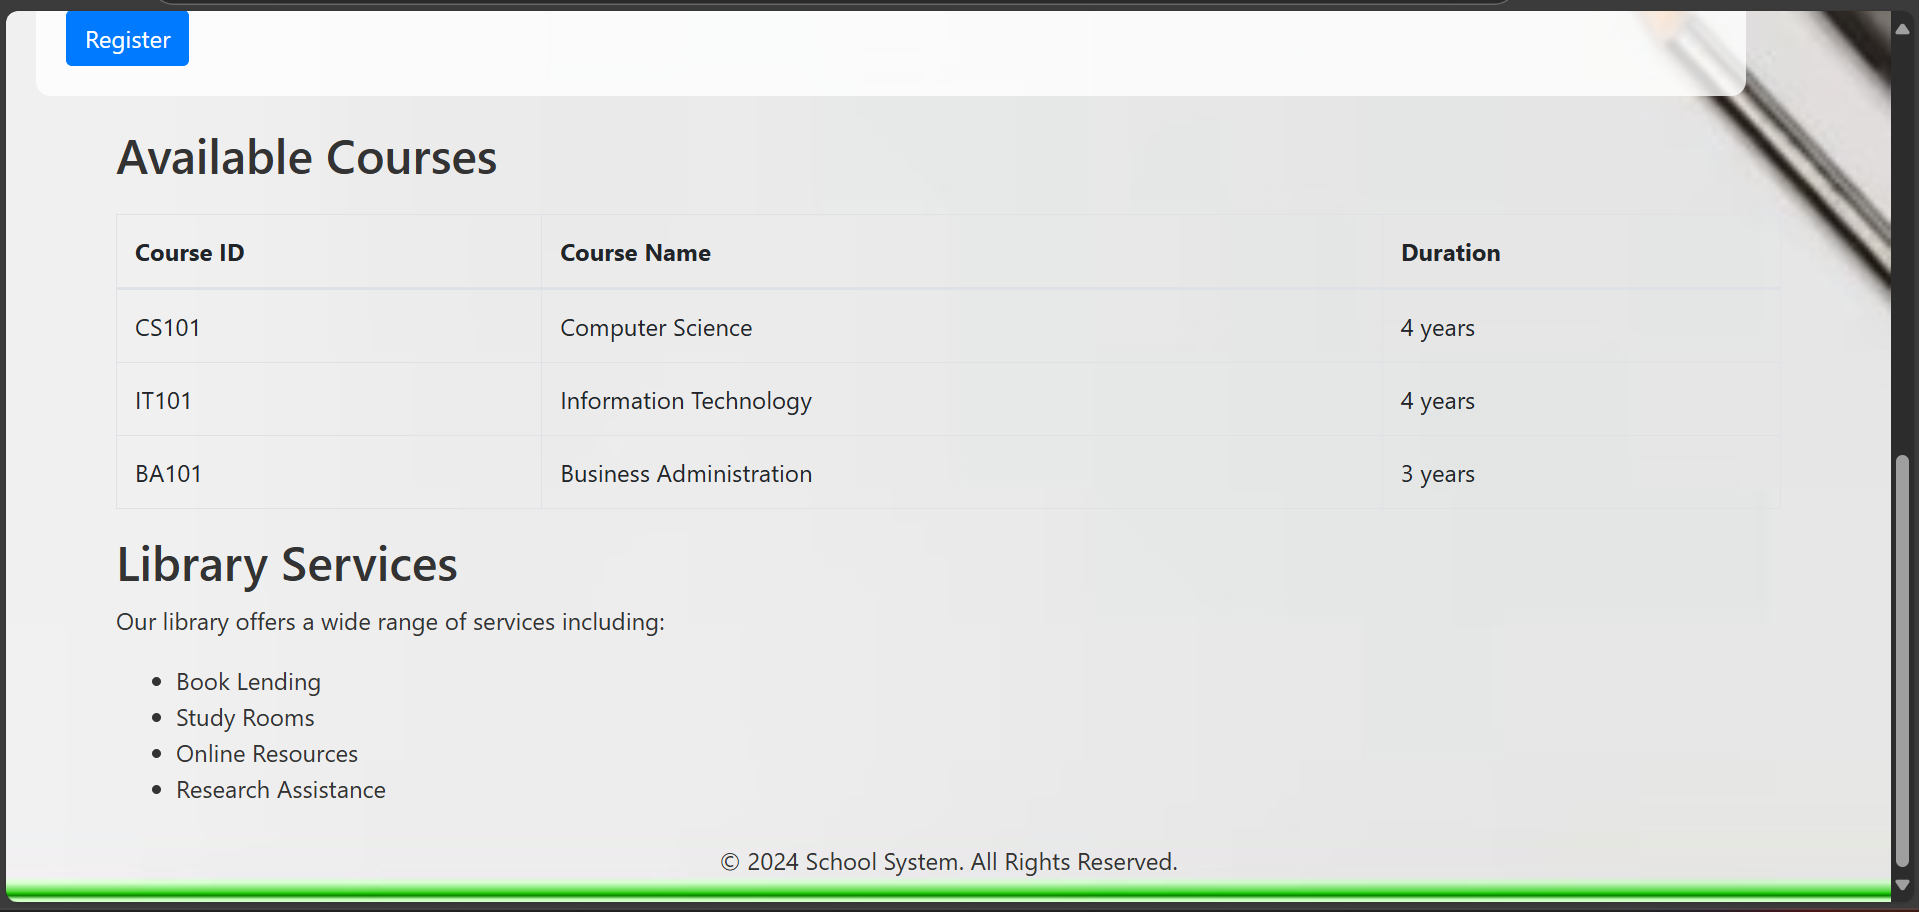 Register
Available Courses
Course ID Course Name Duration
CS101 Computer Science 4 years
IT101 Information Technology 4 years
BA101 Business Administration 3 years
Library Services
Our library offers a wide range of services including:
• Book Lending
• Study Rooms
• Online Resources
• Research Assistance
© 2024 School System. All Rights Reserved.